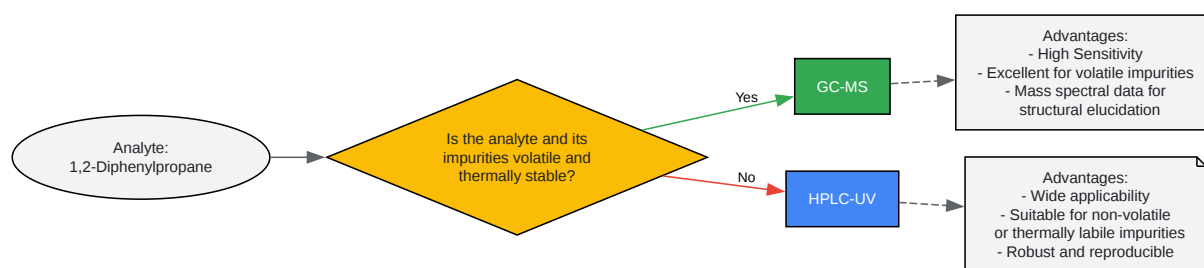 Analyte:
1,2-Diphenylpropane
Is the analyte and its
impurities volatile and
thermally stable?
Yes
GC-MS
Advantages:
- High Sensitivity
- Excellent for volatile impurities
- Mass spectral data for
structural elucidation
No
HPLC-UV
Advantages:
- Wide applicability
- Suitable for non-volatile
or thermally labile impurities
- Robust and reproducible